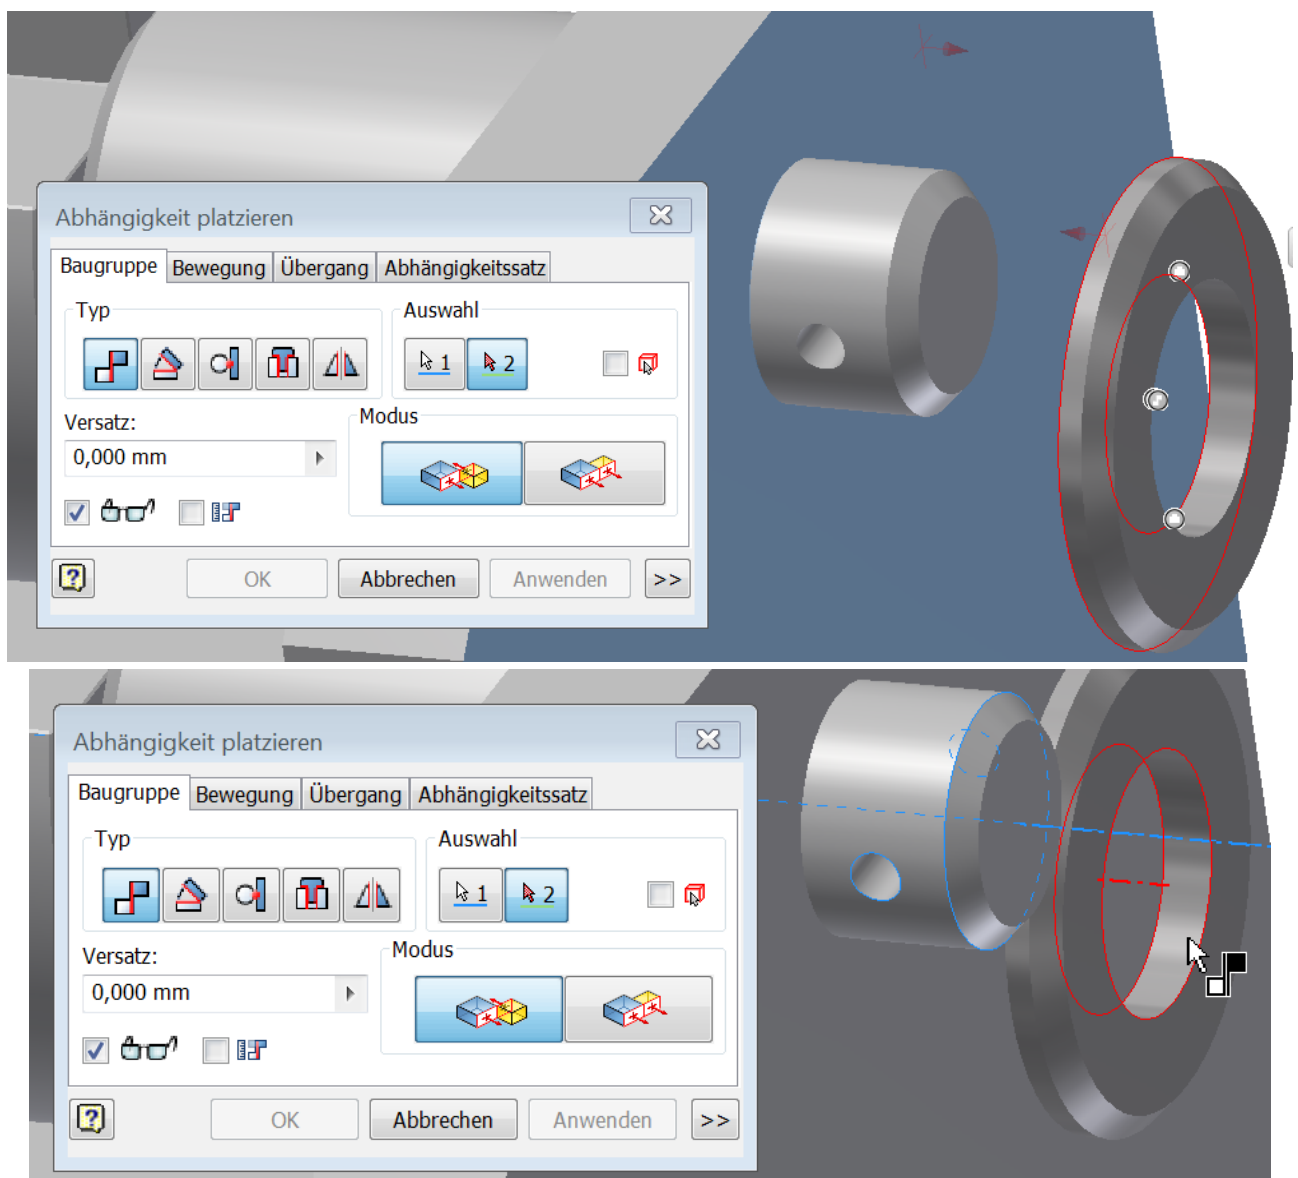 Abhängigkeit platzieren
Baugruppe Bewegung Übergang Abhängigkeitssatz
Typ Auswahl
1 2
Versatz: Modus
0,000 mm
OK Abbrechen Anwenden >>
Abhängigkeit platzieren
Baugruppe Bewegung Übergang Abhängigkeitssatz
Typ Auswahl
1 2
Versatz: Modus
0,000 mm
OK Abbrechen Anwenden >>